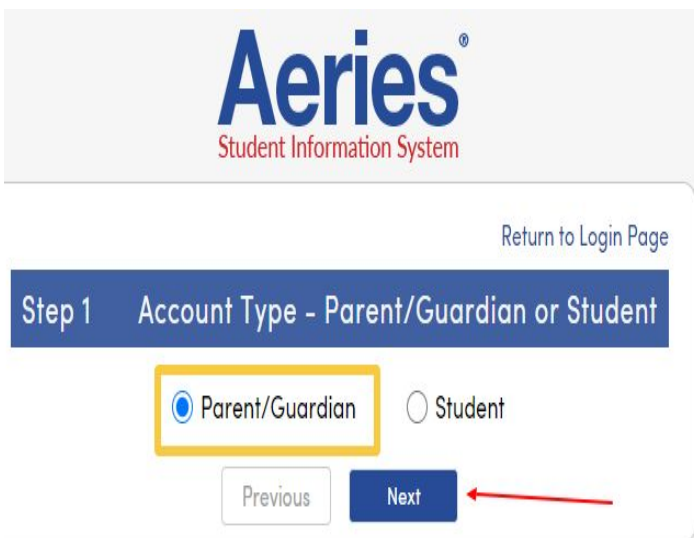 Aeries®
Student Information System
Return to Login Page
Step 1 Account Type - Parent/Guardian or Student
Parent/Guardian Student
Previous Next